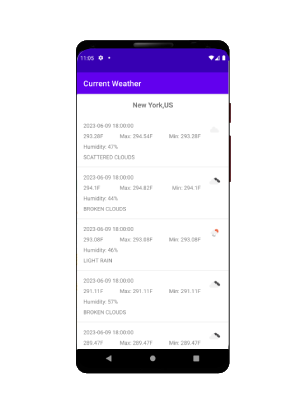 11:05
Current Weather
New York,US
2023-06-09 18:00:00
293.28F Max: 294.54F Min: 293.28F
Humidity: 47%
SCATTERED CLOUDS
2023-06-09 18:00:00
294.1F Max: 294.82F Min: 294.1F
Humidity: 44%
BROKEN CLOUDS
2023-06-09 18:00:00
293.08F Max: 293.08F Min: 293.08F
Humidity: 46%
LIGHT RAIN
2023-06-09 18:00:00
291.11F Max: 291.11F Min: 291.11F
Humidity: 57%
BROKEN CLOUDS
2023-06-09 18:00:00
289.47F Max: 289.47F Min: 289.47F